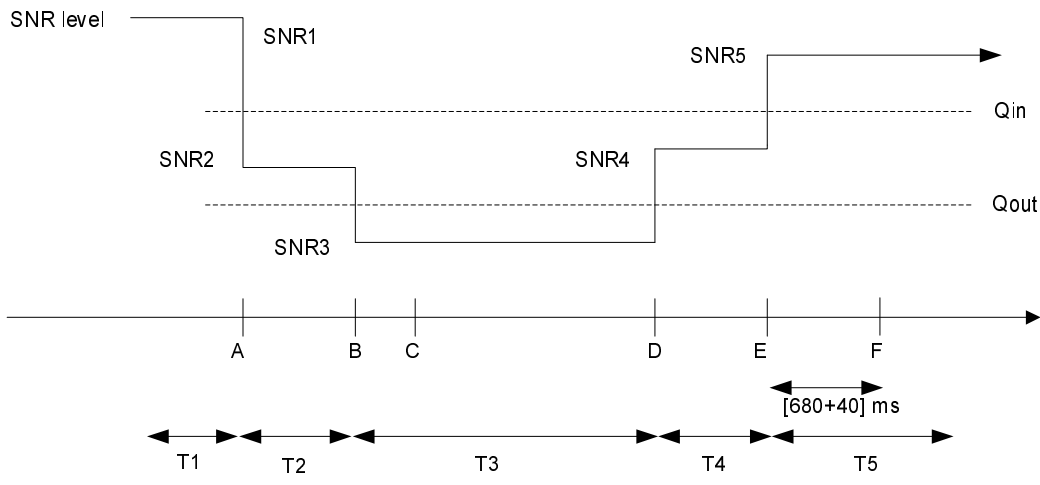 SNR level
SNR1
SNR5
Qin
SNR2
SNR4
Qout
SNR3
A
B
C
D
E
F
[680+40] ms
T1
T2
T3
T4
T5